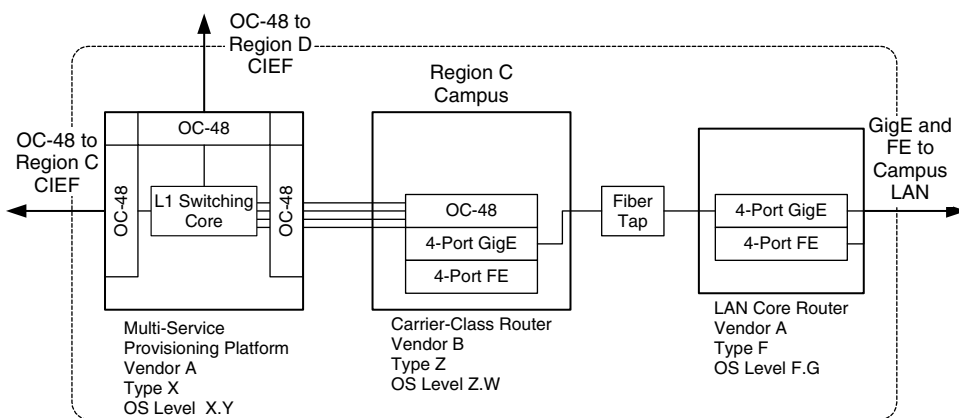 OC-48 to
Region D
CIEF
Region C
Campus
OC-48 to
Region C
CIEF
GigE and
FE to
Campus
LAN
OC-48
OC-48
L1 Switching
Core
OC-48
OC-48
4-Port GigE
4-Port FE
Fiber
Tap
4-Port GigE
4-Port FE
Multi-Service
Provisioning Platform
Vendor A
Type X
OS Level X.Y
Carrier-Class Router
Vendor B
Type Z
OS Level Z.W
LAN Core Router
Vendor A
Type F
OS Level F.G